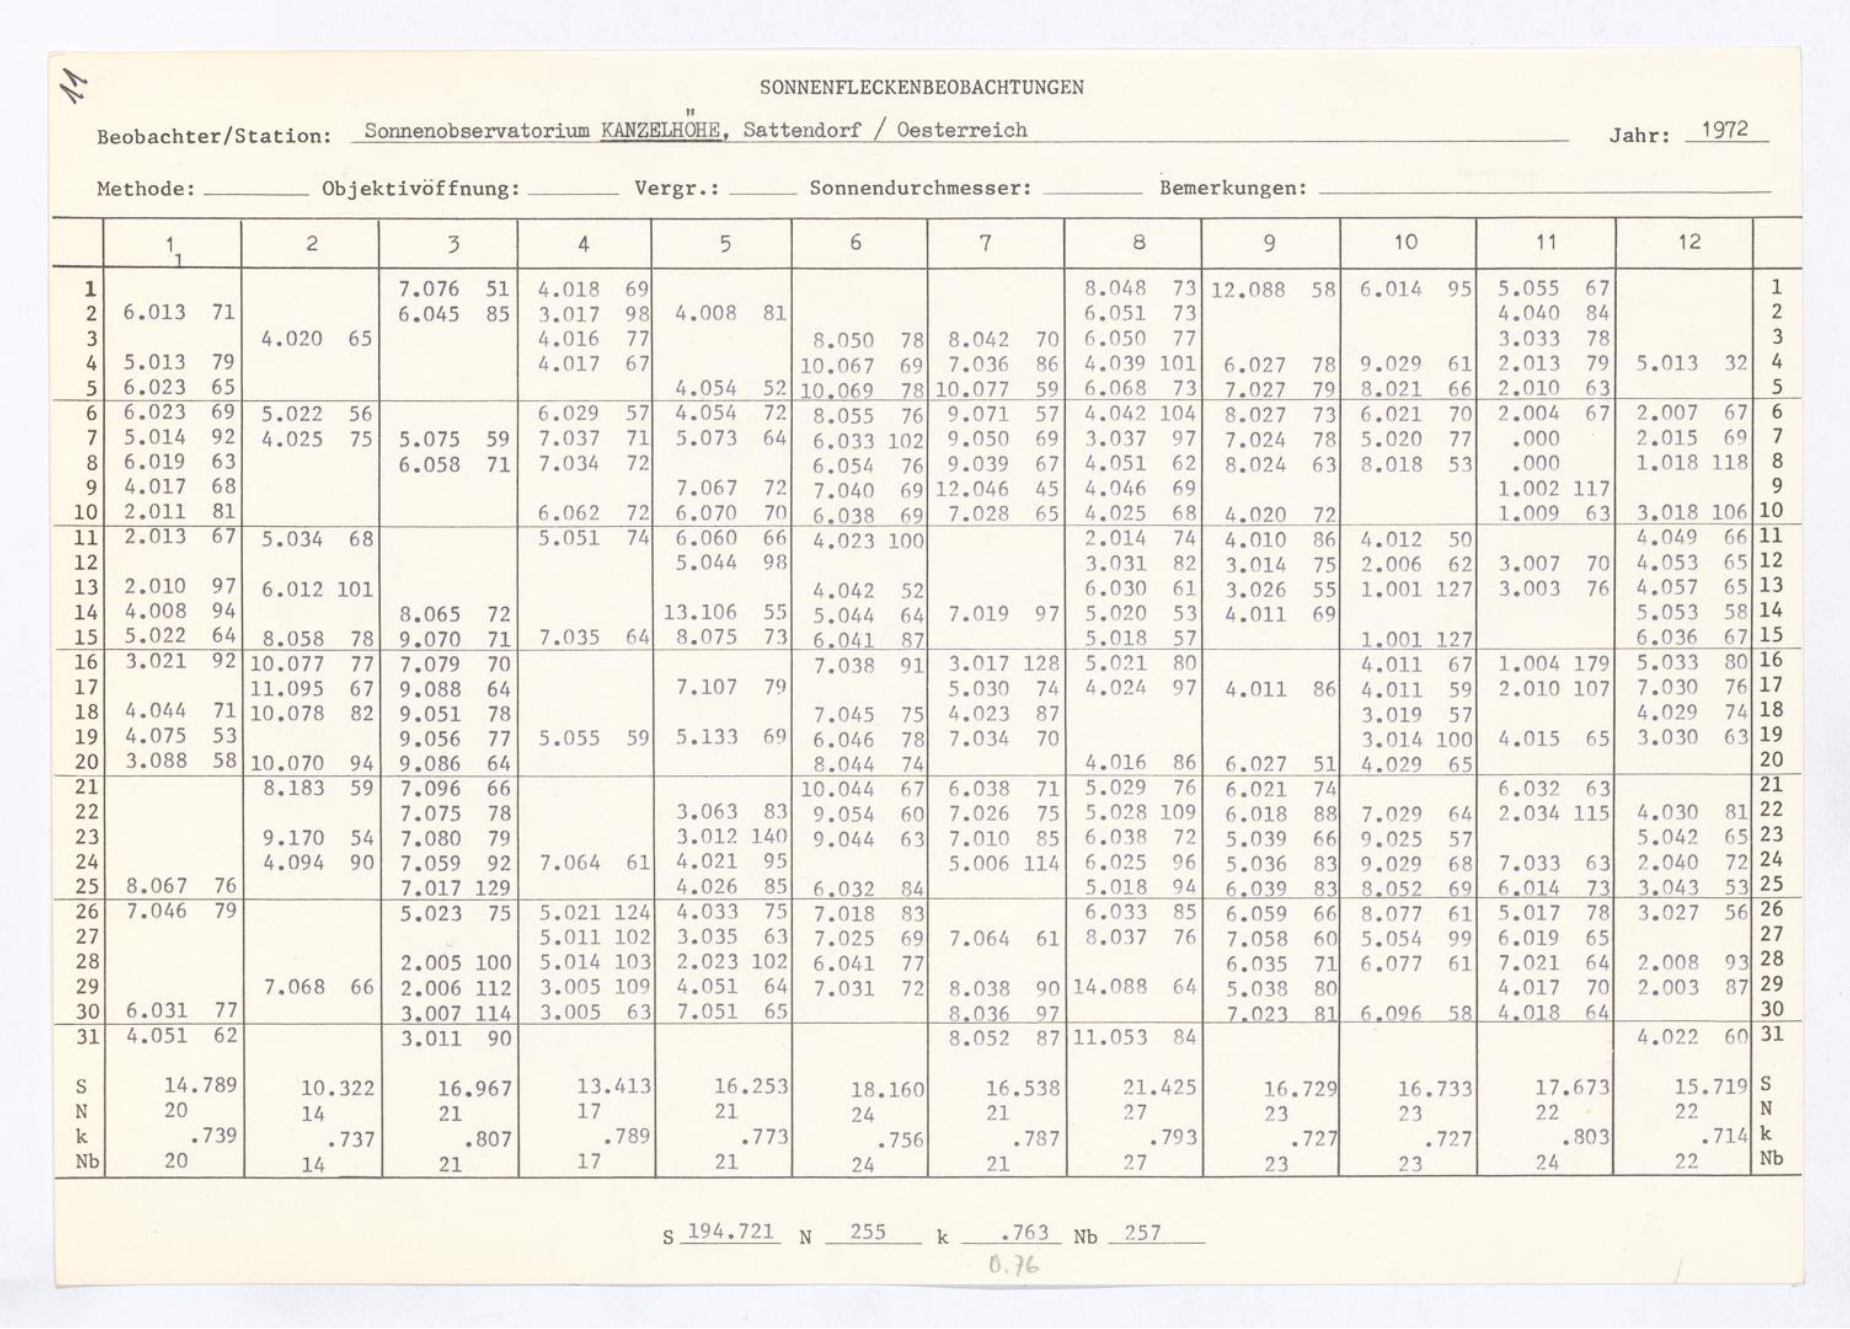 11
SONNENFLECKENBEOBACHTUNGEN
Beobachter/Station: Sonnenobservatorium KANZELHÖHE, Sattendorf / Oesterreich Jahr: 1972
Methode: Objektivöffnung: Vergr.: Sonnendurchmesser: Bemerkungen:
1 2 3 4 5 6 7 8 9 10 11 12
1
1 7.076 51 4.018 69 8.048 73 12.088 58 6.014 95 5.055 67 1
2 6.013 71 6.045 85 3.017 98 4.008 81 6.051 73 4.040 84 2
3 4.020 65 4.016 77 8.050 78 8.042 70 6.050 77 3.033 78 3
4 5.013 79 4.017 67 10.067 69 7.036 86 4.039 101 6.027 78 9.029 61 2.013 79 5.013 32 4
5 6.023 65 4.054 52 10.069 78 10.077 59 6.068 73 7.027 79 8.021 66 2.010 63 5
6 6.023 69 5.022 56 6.029 57 4.054 72 8.055 76 9.071 57 4.042 104 8.027 73 6.021 70 2.004 67 2.007 67 6
7 5.014 92 4.025 75 5.075 59 7.037 71 5.073 64 6.033 102 9.050 69 3.037 97 7.024 78 5.020 77 .000 2.015 69 7
8 6.019 63 6.058 71 7.034 72 6.054 76 9.039 67 4.051 62 8.024 63 8.018 53 .000 1.018 118 8
9 4.017 68 7.067 72 7.040 69 12.046 45 4.046 69 1.002 117 9
10 2.011 81 6.062 72 6.070 70 6.038 69 7.028 65 4.025 68 4.020 72 1.009 63 3.018 106 10
11 2.013 67 5.034 68 5.051 74 6.060 66 4.023 100 2.014 74 4.010 86 4.012 50 4.049 66 11
12 5.044 98 3.031 82 3.014 75 2.006 62 3.007 70 4.053 65 12
13 2.010 97 6.012 101 4.042 52 6.030 61 3.026 55 1.001 127 3.003 76 4.057 65 13
14 4.008 94 8.065 72 13.106 55 5.044 64 7.019 97 5.020 53 4.011 69 5.053 58 14
15 5.022 64 8.058 78 9.070 71 7.035 64 8.075 73 6.041 87 5.018 57 1.001 127 6.036 67 15
16 3.021 92 10.077 77 7.079 70 7.038 91 3.017 128 5.021 80 4.011 67 1.004 179 5.033 80 16
17 11.095 67 9.088 64 7.107 79 5.030 74 4.024 97 4.011 86 4.011 59 2.010 107 7.030 76 17
18 4.044 71 10.078 82 9.051 78 7.045 75 4.023 87 3.019 57 4.029 74 18
19 4.075 53 9.056 77 5.055 59 5.133 69 6.046 78 7.034 70 3.014 100 4.015 65 3.030 63 19
20 3.088 58 10.070 94 9.086 64 8.044 74 4.016 86 6.027 51 4.029 65 20
21 8.183 59 7.096 66 10.044 67 6.038 71 5.029 76 6.021 74 6.032 63 21
22 7.075 78 3.063 83 9.054 60 7.026 75 5.028 109 6.018 88 7.029 64 2.034 115 4.030 81 22
23 9.170 54 7.080 79 3.012 140 9.044 63 7.010 85 6.038 72 5.039 66 9.025 57 5.042 65 23
24 4.094 90 7.059 92 7.064 61 4.021 95 5.006 114 6.025 96 5.036 83 9.029 68 7.033 63 2.040 72 24
25 8.067 76 7.017 129 4.026 85 6.032 84 5.018 94 6.039 83 8.052 69 6.014 73 3.043 53 25
26 7.046 79 5.023 75 5.021 124 4.033 75 7.018 83 6.033 85 6.059 66 8.077 61 5.017 78 3.027 56 26
27 5.011 102 3.035 63 7.025 69 7.064 61 8.037 76 7.058 60 5.054 99 6.019 65 27
28 2.005 100 5.014 103 2.023 102 6.041 77 6.035 71 6.077 61 7.021 64 2.008 93 28
29 7.068 66 2.006 112 3.005 109 4.051 64 7.031 72 8.038 90 14.088 64 5.038 80 4.017 70 2.003 87 29
30 6.031 77 3.007 114 3.005 63 7.051 65 8.036 97 7.023 81 6.096 58 4.018 64 30
31 4.051 62 3.011 90 8.052 87 11.053 84 4.022 60 31
S 14.789 10.322 16.967 13.413 16.253 18.160 16.538 21.425 16.729 16.733 17.673 15.719 S
N 20 14 21 17 21 24 21 27 23 23 22 22 N
k .739 .737 .807 .789 .773 .756 .787 .793 .727 .727 .803 .714 k
Nb 20 14 21 17 21 24 21 27 23 23 24 22 Nb
S 194.721 N 255 k .763 Nb 257
0.76